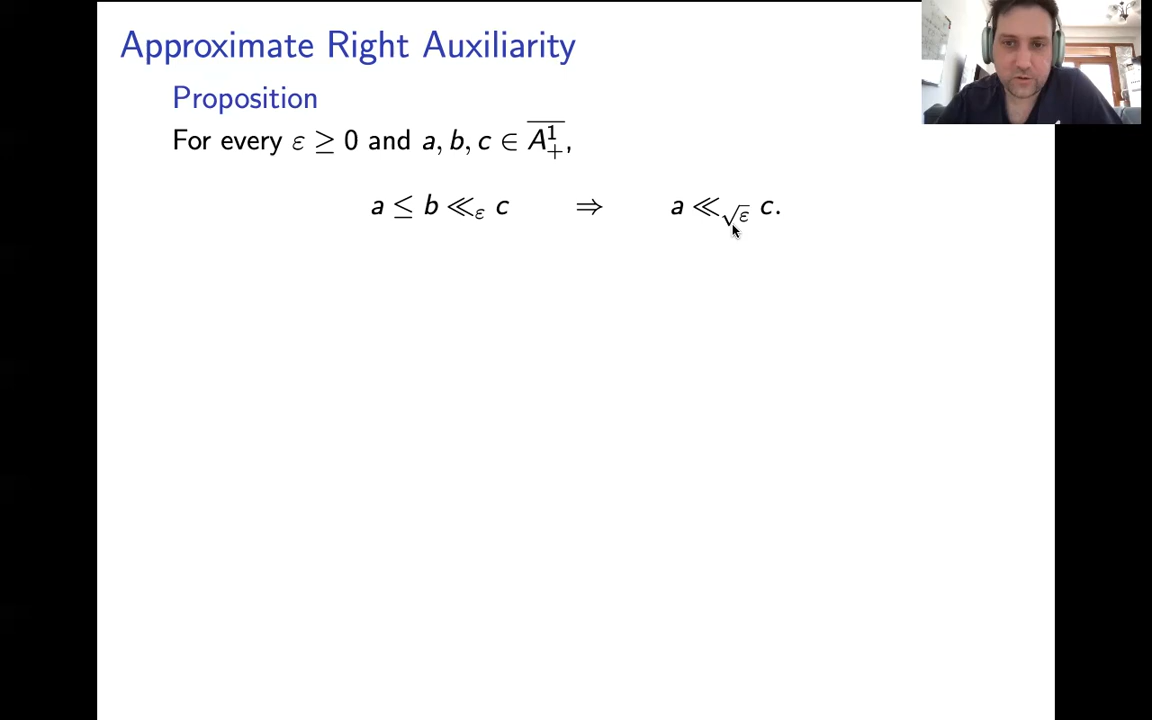 Approximate Right Auxiliarity
Proposition
For every ε ≥ 0 and a, b, c ∈ $\overline{A^1_+}$,
a ≤ b ≪_ε c ⇒ a ≪_{√ε} c.